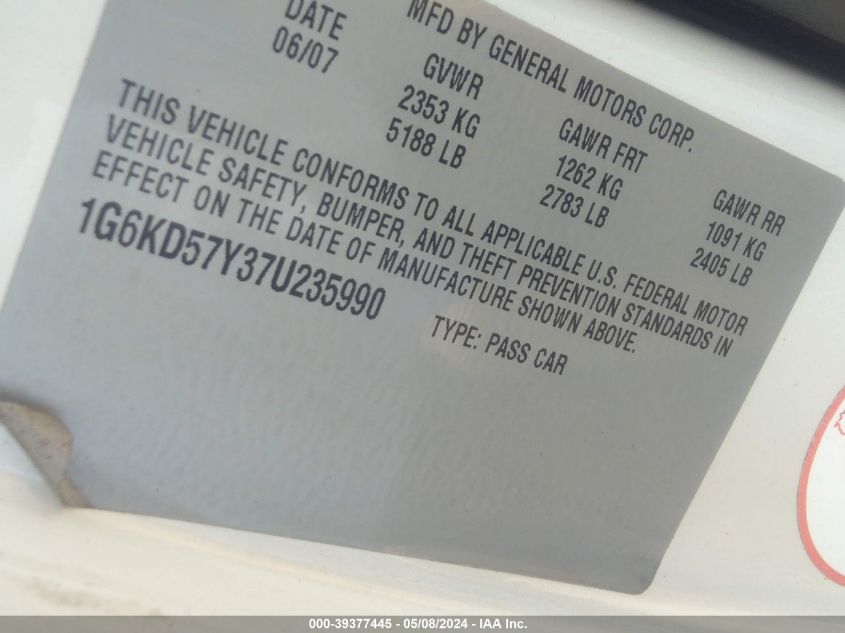 MFD BY GENERAL MOTORS CORP.
DATE GVWR GAWR FRT GAWR RR
06/07 2353 KG 1262 KG 1091 KG
5188 LB 2783 LB 2405 LB
THIS VEHICLE CONFORMS TO ALL APPLICABLE U.S. FEDERAL MOTOR
VEHICLE SAFETY, BUMPER, AND THEFT PREVENTION STANDARDS IN
EFFECT ON THE DATE OF MANUFACTURE SHOWN ABOVE.
1G6KD57Y37U235990 TYPE: PASS CAR
000-39377445 - 05/08/2024 - IAA Inc.